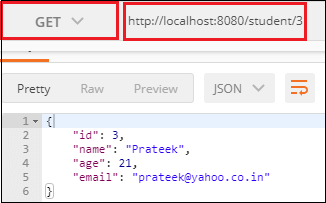 GET http://localhost:8080/student/3
Pretty Raw Preview JSON
1 {
2 "id": 3,
3 "name": "Prateek",
4 "age": 21,
5 "email": "prateek@yahoo.co.in"
6 }